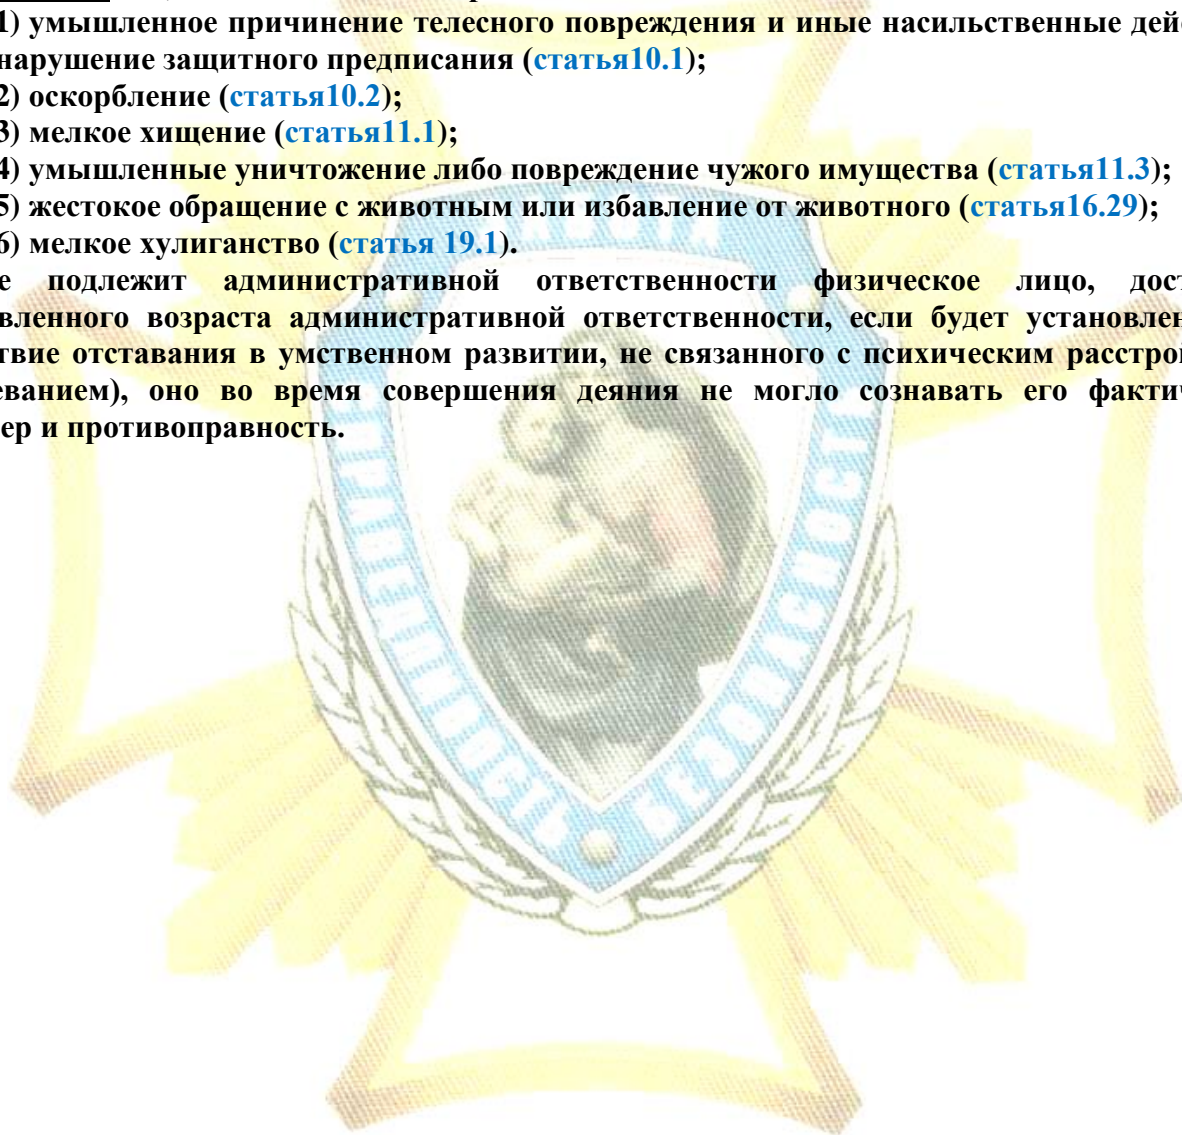 1) умышленное причинение телесного повреждения и иные насильственные дей
нарушение защитного предписания (статья10.1);
2) оскорбление (статья10.2);
3) мелкое хищение (статья11.1);
4) умышленные уничтожение либо повреждение чужого имущества (статья11.3);
5) жестокое обращение с животным или избавление от животного (статья16.29);
6) мелкое хулиганство (статья 19.1).
е подлежит административной ответственности физическое лицо, дост
вленного возраста административной ответственности, если будет установлен
твие отставания в умственном развитии, не связанного с психическим расстрой
еванием), оно во время совершения деяния не могло сознавать его фактич
ер и противоправность.
СПРАВЕДЛИВОСТЬ
БЕЗОПАСНОСТЬ